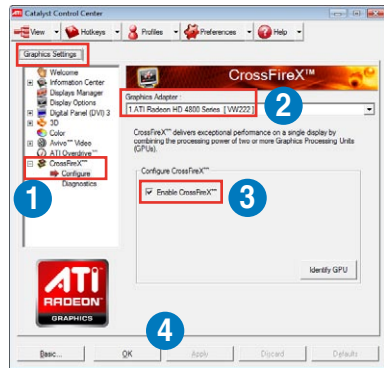 Catalyst Control Center
View Hotkeys Profiles Preferences Help
Graphics Settings
Welcome
Information Center
Displays Manager
Display Options
Digital Panel (DVI) 3
3D
Color
Avivo™ Video
ATI Overdrive™
CrossFireX™
Configure
Diagnostics
1
CrossFireX™
Graphics Adapter
1.ATI Radeon HD 4800 Series [ VW222 ]
2
CrossFireX™ delivers exceptional performance on a single display by
combining the processing power of two or more Graphics Processing Units
(GPUs).
Configure CrossFireX™
Enable CrossFireX™
3
Identify GPU
ATI
RADEON
GRAPHICS
4
Basic... OK Apply Discard Defaults